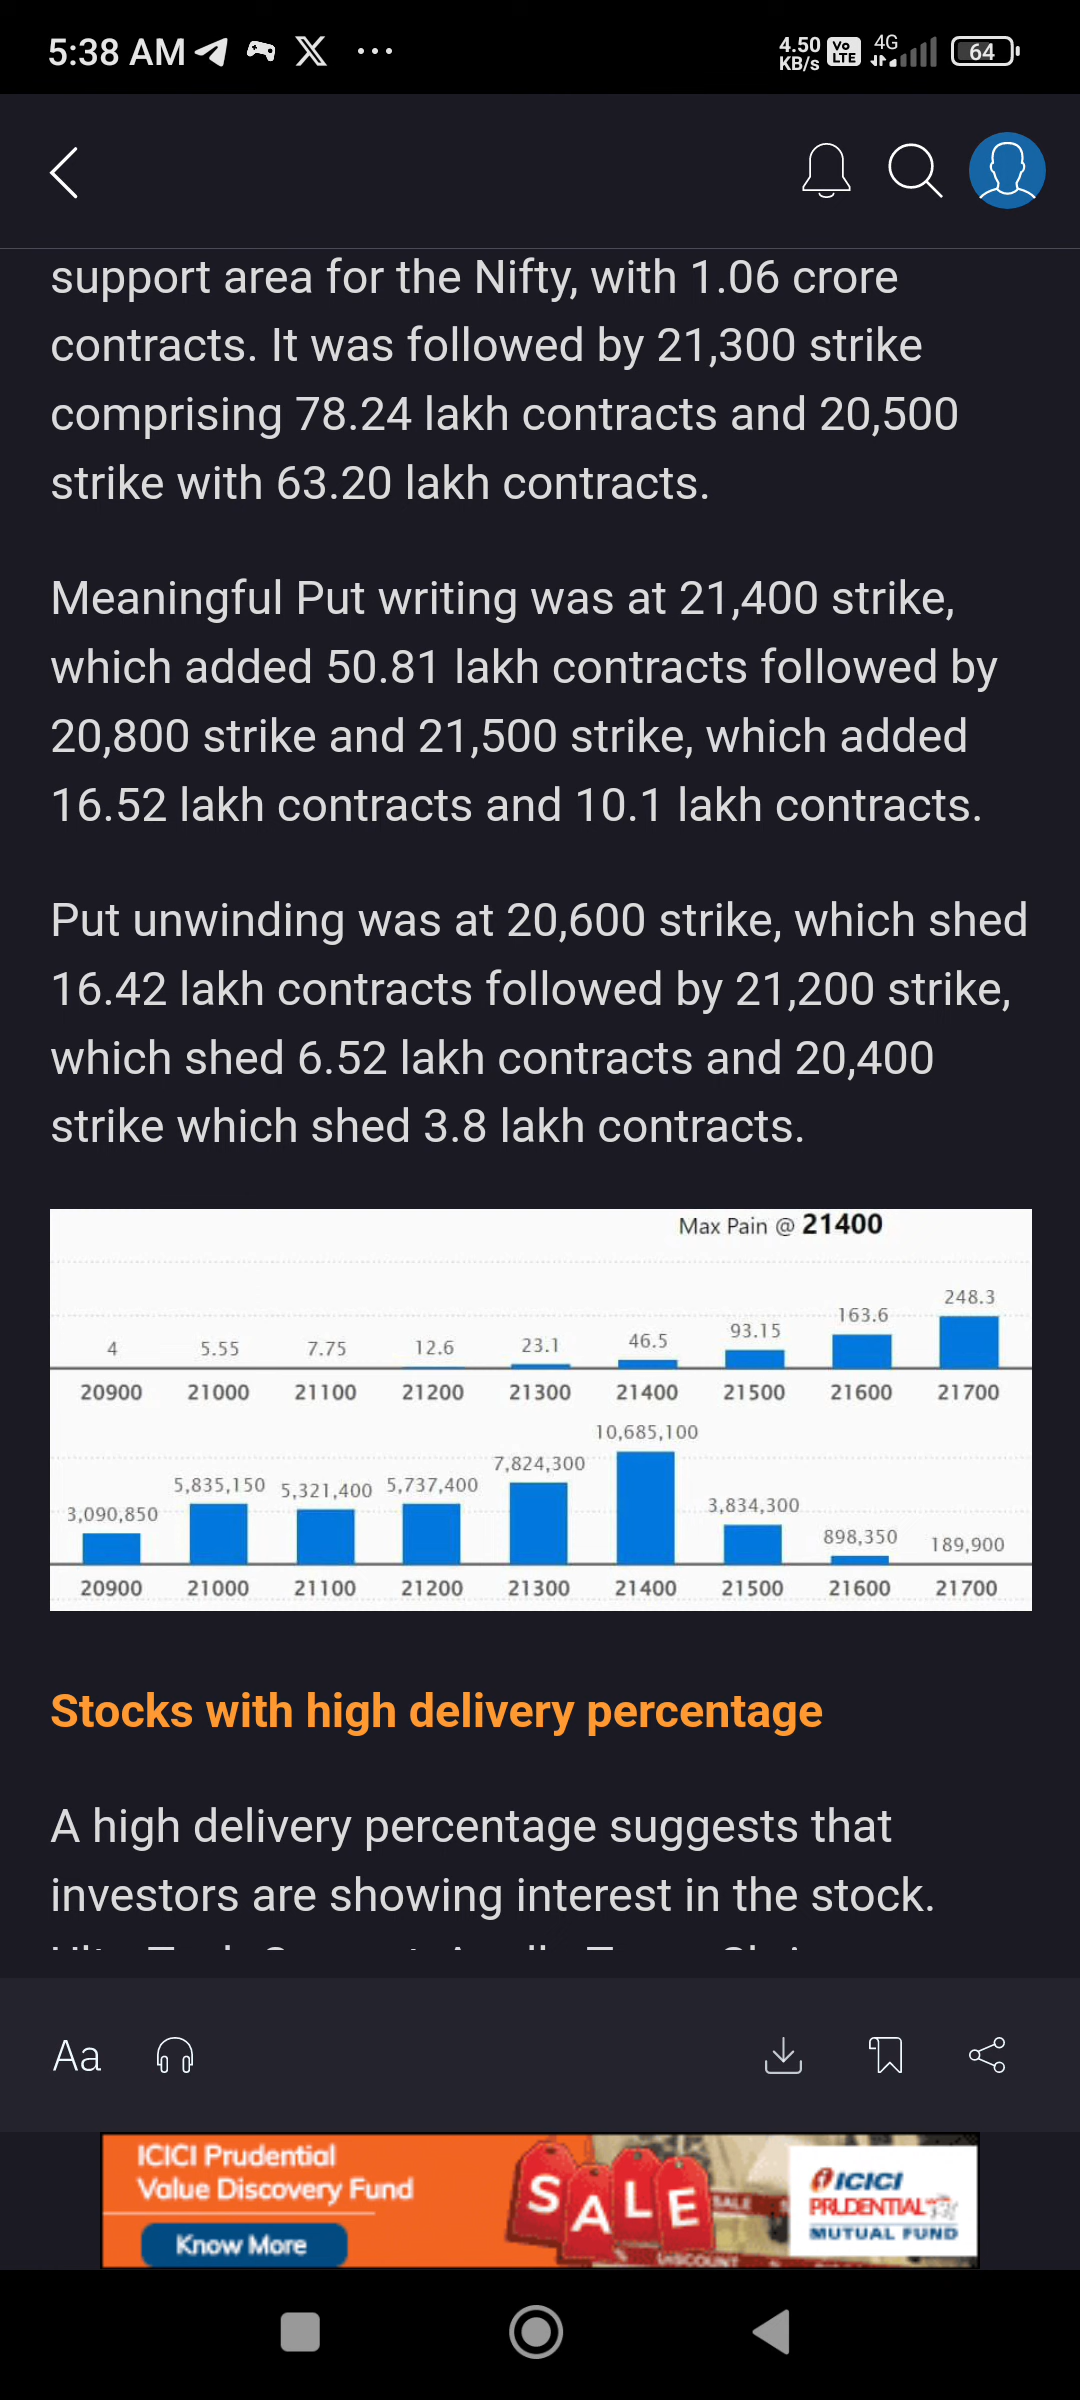 5:38 AM
4.50 KB/s Vo LTE 4G 64
support area for the Nifty, with 1.06 crore
contracts. It was followed by 21,300 strike
comprising 78.24 lakh contracts and 20,500
strike with 63.20 lakh contracts.
Meaningful Put writing was at 21,400 strike,
which added 50.81 lakh contracts followed by
20,800 strike and 21,500 strike, which added
16.52 lakh contracts and 10.1 lakh contracts.
Put unwinding was at 20,600 strike, which shed
16.42 lakh contracts followed by 21,200 strike,
which shed 6.52 lakh contracts and 20,400
strike which shed 3.8 lakh contracts.
Max Pain @ 21400
4 5.55 7.75 12.6 23.1 46.5 93.15 163.6 248.3
20900 21000 21100 21200 21300 21400 21500 21600 21700
3,090,850 5,835,150 5,321,400 5,737,400 7,824,300 10,685,100 3,834,300 898,350 189,900
20900 21000 21100 21200 21300 21400 21500 21600 21700
Stocks with high delivery percentage
A high delivery percentage suggests that
investors are showing interest in the stock.
Aa
ICICI Prudential
Value Discovery Fund
Know More
SALE
SALE
DISCOUNT
ICICI
PRUDENTIAL
MUTUAL FUND